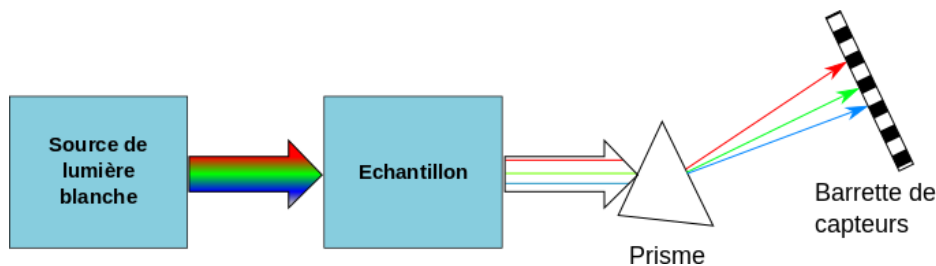 Source de
lumière
blanche
Echantillon
Prisme
Barrette de
capteurs